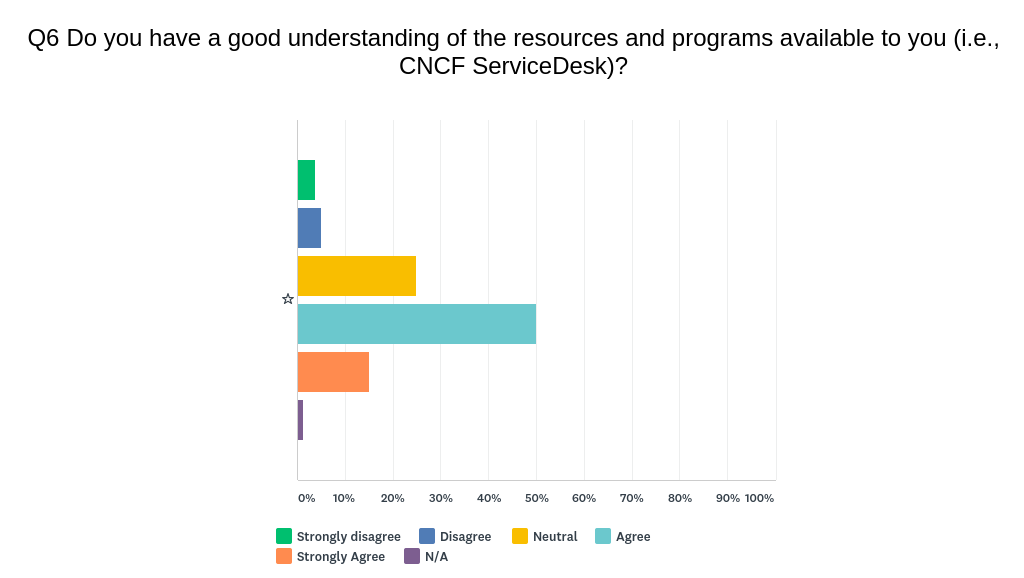 Q6 Do you have a good understanding of the resources and programs available to you (i.e.,
CNCF ServiceDesk)?
0% 10% 20% 30% 40% 50% 60% 70% 80% 90% 100%
Strongly disagree Disagree Neutral Agree
Strongly Agree N/A